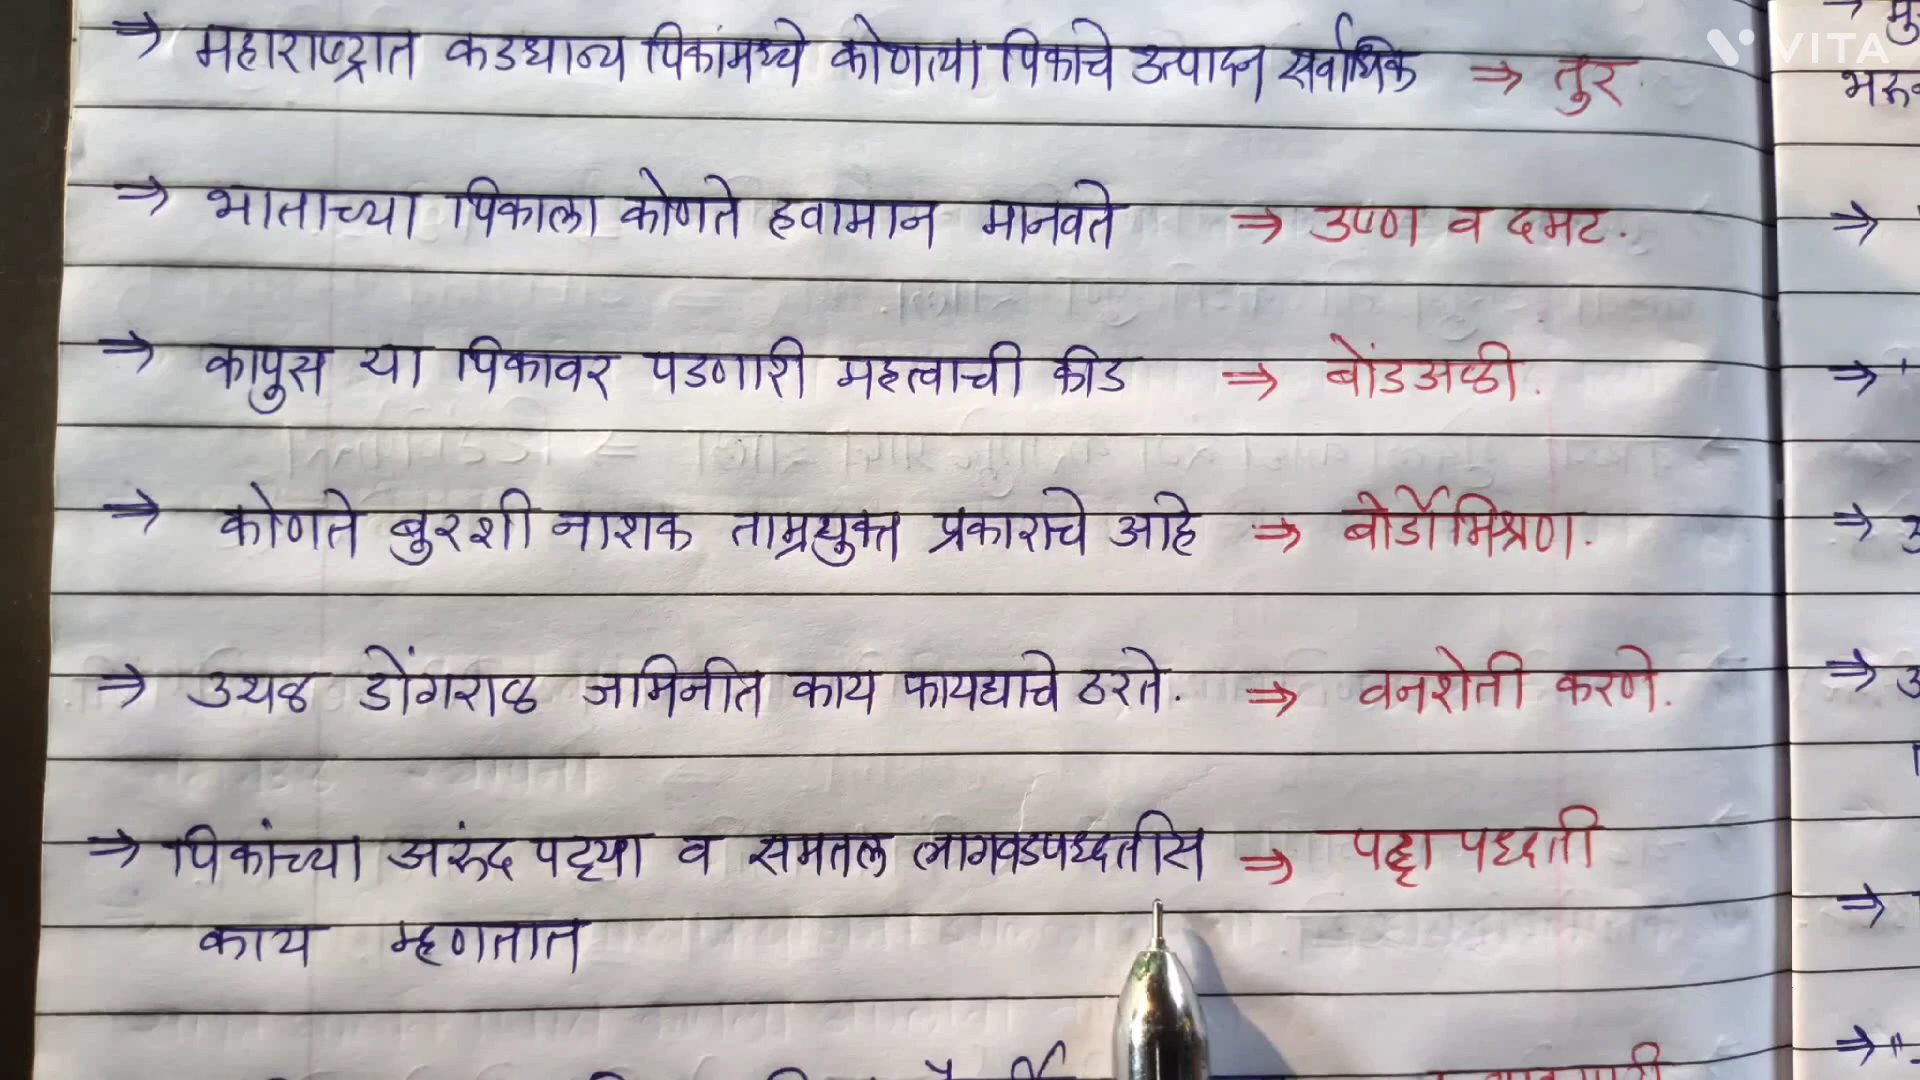 ⇒ महाराष्ट्रात कडधान्य पिकांमध्ये कोणत्या पिकाचे उत्पादन सर्वाधिक ⇒ तुर.
⇒ भाताच्या पिकाला कोणते हवामान मानवते ⇒ उष्ण व दमट.
⇒ कापुस या पिकावर पडणारी महत्वाची कीड ⇒ बोंडअळी.
⇒ कोणते बुरशी नाशक ताम्रयुक्त प्रकाराचे आहे ⇒ बोर्डो मिश्रण.
⇒ उथळ डोंगराळ जमिनीत काय फायद्याचे ठरते. ⇒ वनशेती करणे.
⇒ पिकांच्या अरुंद पट्ट्या व समतल लागवडपध्दतीस ⇒ पट्टा पध्दती
काय म्हणतात
VITA